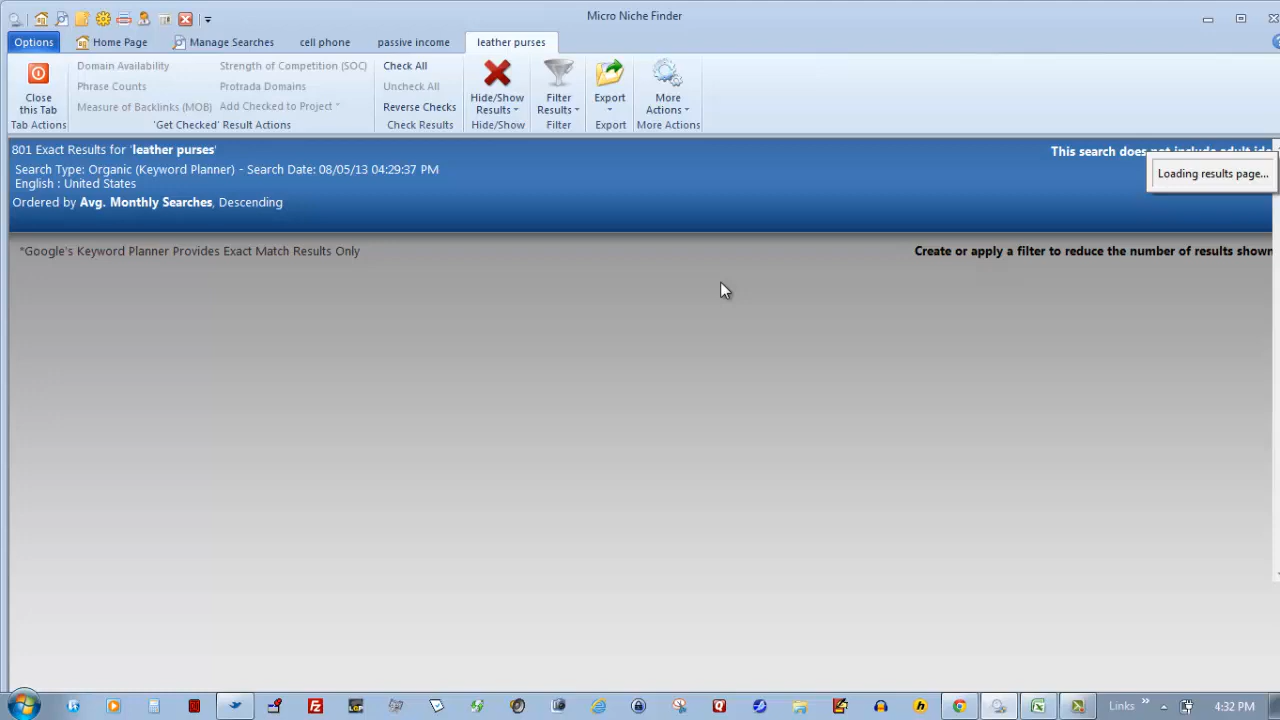 Micro Niche Finder
Options Home Page Manage Searches cell phone passive income leather purses
Domain Availability Strength of Competition (SOC) Check All
Phrase Counts Protrada Domains Uncheck All
Measure of Backlinks (MOB) Add Checked to Project Reverse Checks
Close this Tab
Hide/Show Results
Filter Results
Export
More Actions
Tab Actions 'Get Checked' Result Actions Check Results Hide/Show Filter Export More Actions
801 Exact Results for 'leather purses'
This search does not include adult ide
Search Type: Organic (Keyword Planner) - Search Date: 08/05/13 04:29:37 PM
Loading results page...
English : United States
Ordered by Avg. Monthly Searches, Descending
*Google's Keyword Planner Provides Exact Match Results Only
Create or apply a filter to reduce the number of results shown
Links 4:32 PM